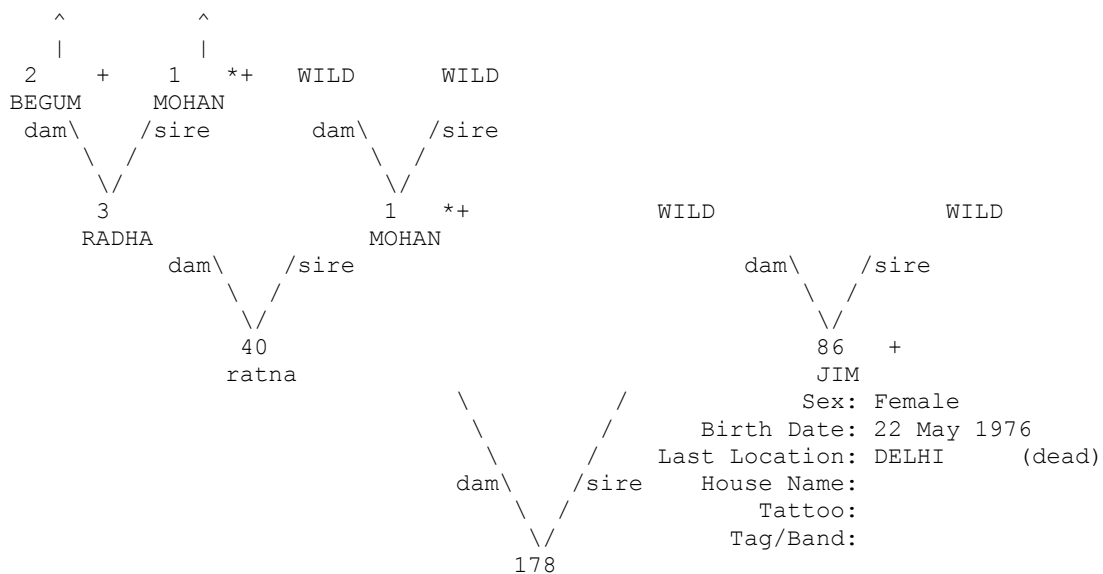 ^ ^
| |
2 + 1 *+ WILD WILD
BEGUM MOHAN
dam\ /sire dam\ /sire
\ / \ /
\/ \/
3 1 *+ WILD WILD
RADHA MOHAN
dam\ /sire dam\ /sire
\ / \ /
\/ \/
40 86 +
ratna JIM
\ / Sex: Female
\ / Birth Date: 22 May 1976
\ / Last Location: DELHI (dead)
dam\ /sire House Name:
\ / Tattoo:
\/ Tag/Band:
178